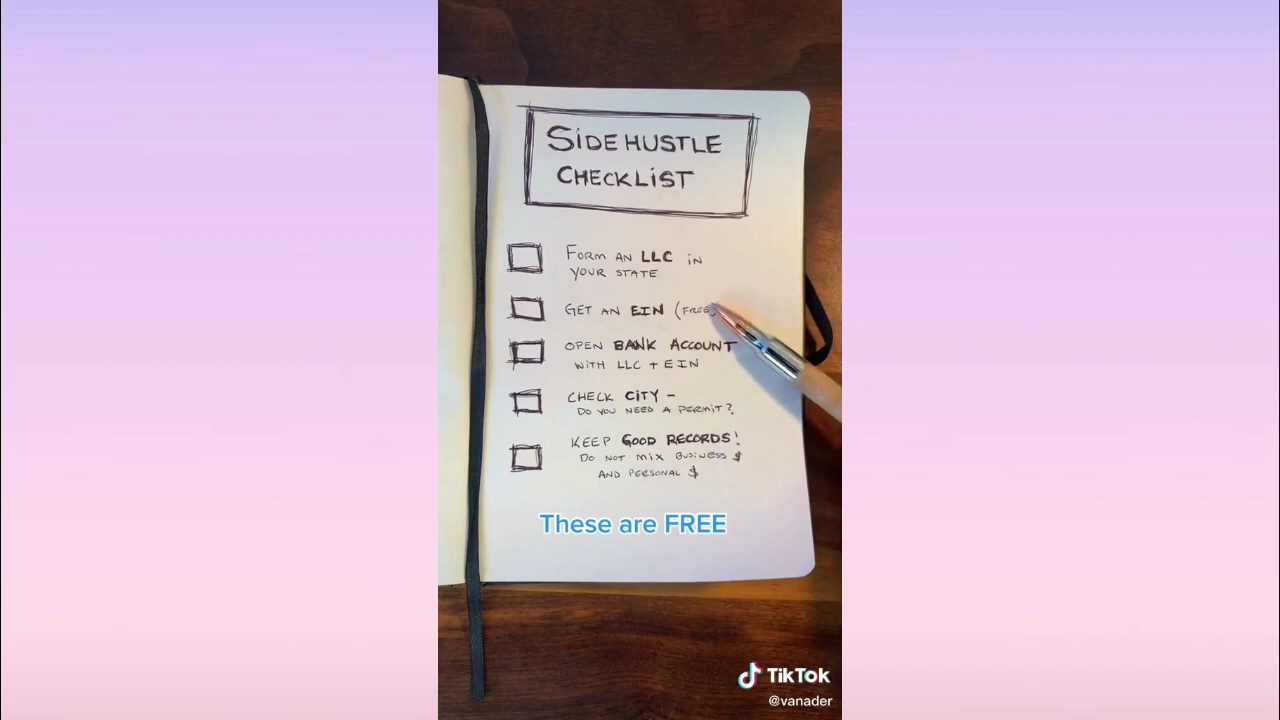 SiDE HUSTLE
CHECKLiST
FORM AN LLC iN
YOUR STATE
GET AN EIN (FREE)
OPEN BANK ACCOUNT
WiTH LLC + EIN
CHECK CiTY –
DO YOU NEED A PERMiT?
KEEP GOOD RECORDS!
DO NOT MiX BUSiNESS $
AND PERSONAL $
These are FREE
TikTok
@vanader